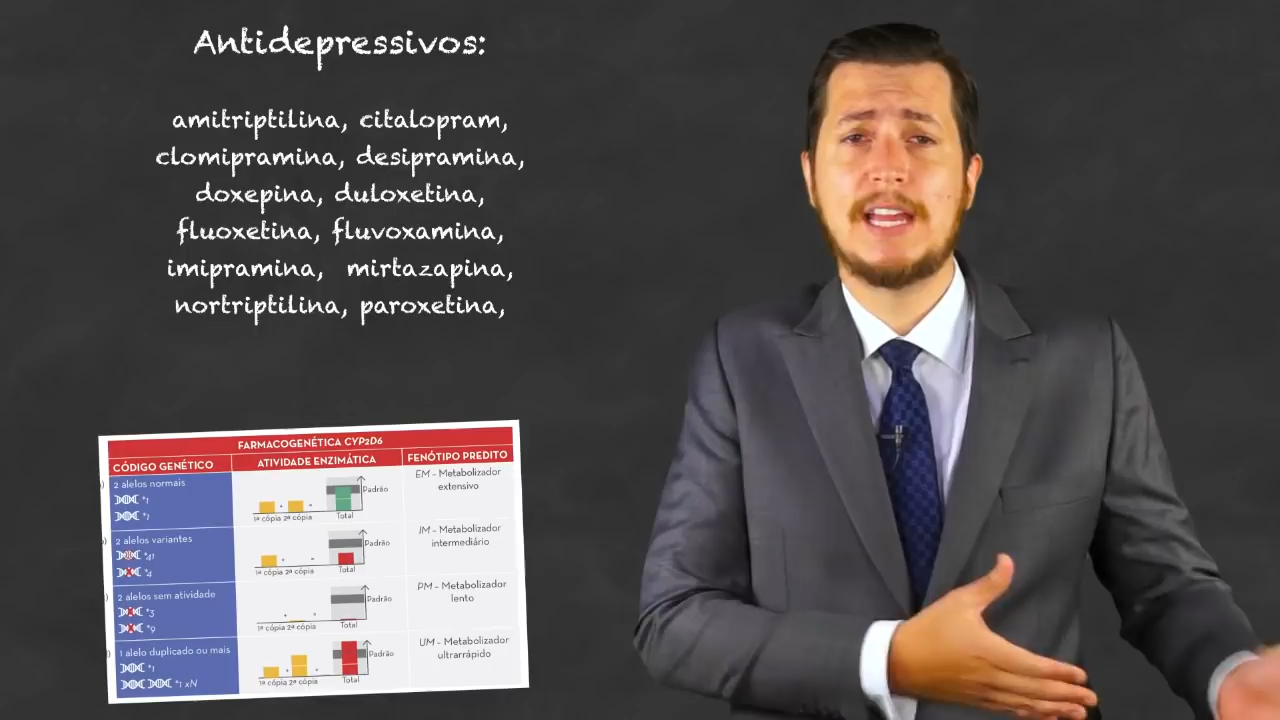 Antidepressivos:
amitriptilina, citalopram,
clomipramina, desipramina,
doxepina, duloxetina,
fluoxetina, fluvoxamina,
imipramina, mirtazapina,
nortriptilina, paroxetina,
FARMACOGENÉTICA CYP2D6
CÓDIGO GENÉTICO ATIVIDADE ENZIMÁTICA FENÓTIPO PREDITO
2 alelos normais
*1
*1
Padrão
1ª cópia 2ª cópia Total
EM – Metabolizador
extensivo
2 alelos variantes
*41
*4
Padrão
1ª cópia 2ª cópia Total
IM – Metabolizador
intermediário
2 alelos sem atividade
*3
*9
Padrão
1ª cópia 2ª cópia Total
PM – Metabolizador
lento
1 alelo duplicado ou mais
*1
*1 xN
Padrão
1ª cópia 2ª cópia Total
UM – Metabolizador
ultrarrápido